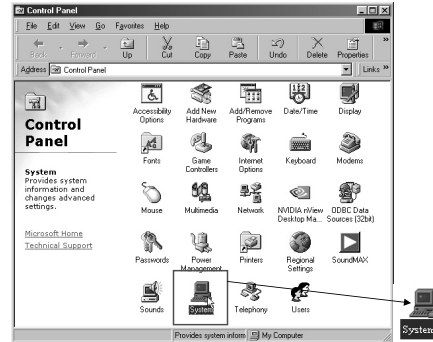 Control Panel
File Edit View Go Favorites Help
Back Forward Up Cut Copy Paste Undo Delete Properties »
Address Control Panel Links »
Control
Panel
System
Provides system
information and
changes advanced
settings.
Microsoft Home
Technical Support
Accessibility
Options
Add New
Hardware
Add/Remove
Programs
Date/Time
Display
Fonts
Game
Controllers
Internet
Options
Keyboard
Modems
Mouse
Multimedia
Network
NVIDIA nView
Desktop Ma...
ODBC Data
Sources (32bit)
Passwords
Power
Management
Printers
Regional
Settings
SoundMAX
Sounds
System
Telephony
Users
System
Provides system inform My Computer